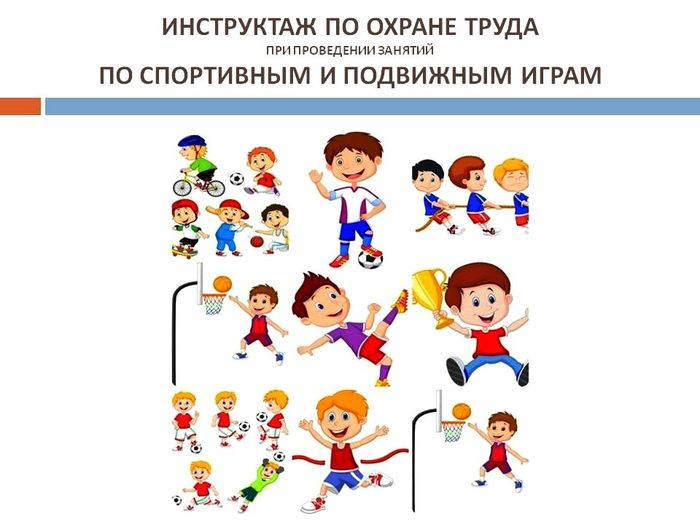 ИНСТРУКТАЖ ПО ОХРАНЕ ТРУДА
ПРИ ПРОВЕДЕНИИ ЗАНЯТИЙ
ПО СПОРТИВНЫМ И ПОДВИЖНЫМ ИГРАМ